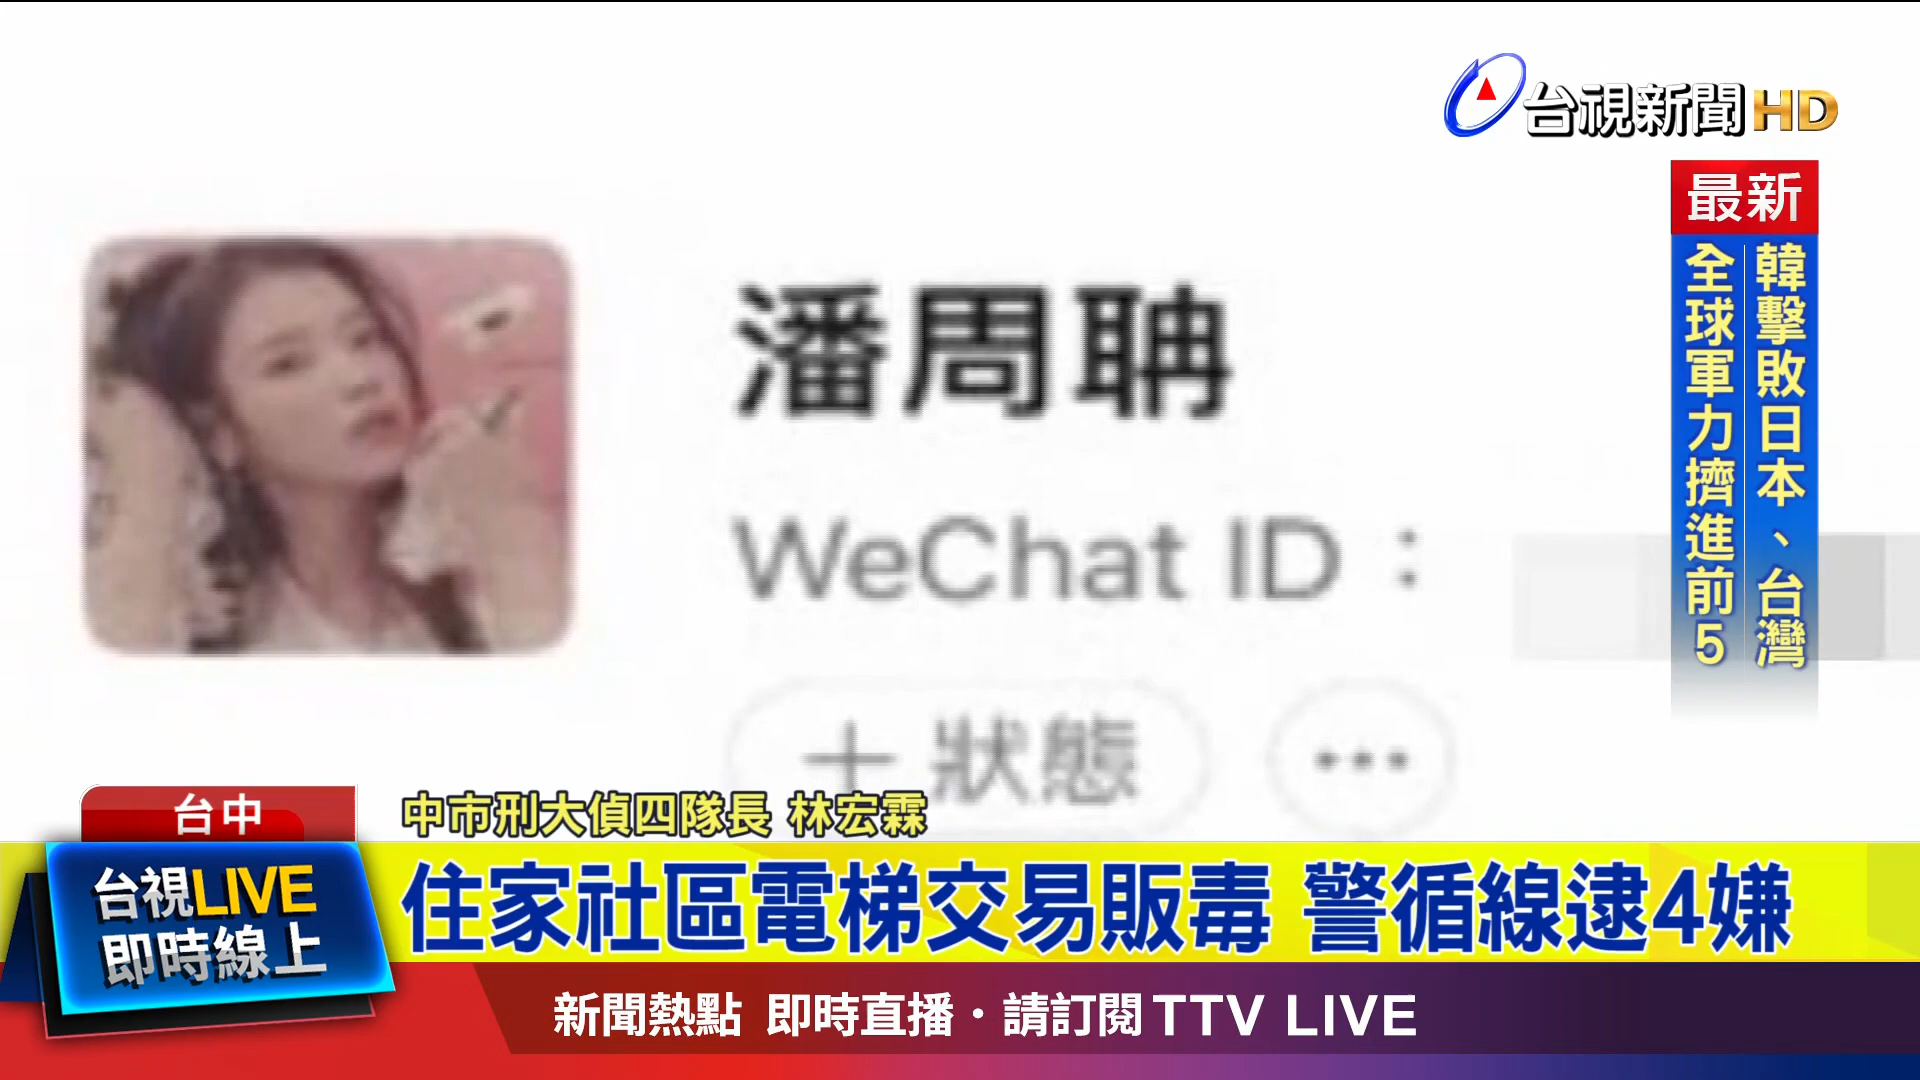 台視新聞HD
最新
韓擊敗日本、台灣
全球軍力擠進前5
潘周聃
WeChat ID：
＋狀態
台中
中市刑大偵四隊長 林宏霖
台視LIVE
即時線上
住家社區電梯交易販毒 警循線逮4嫌
新聞熱點 即時直播・請訂閱TTV LIVE